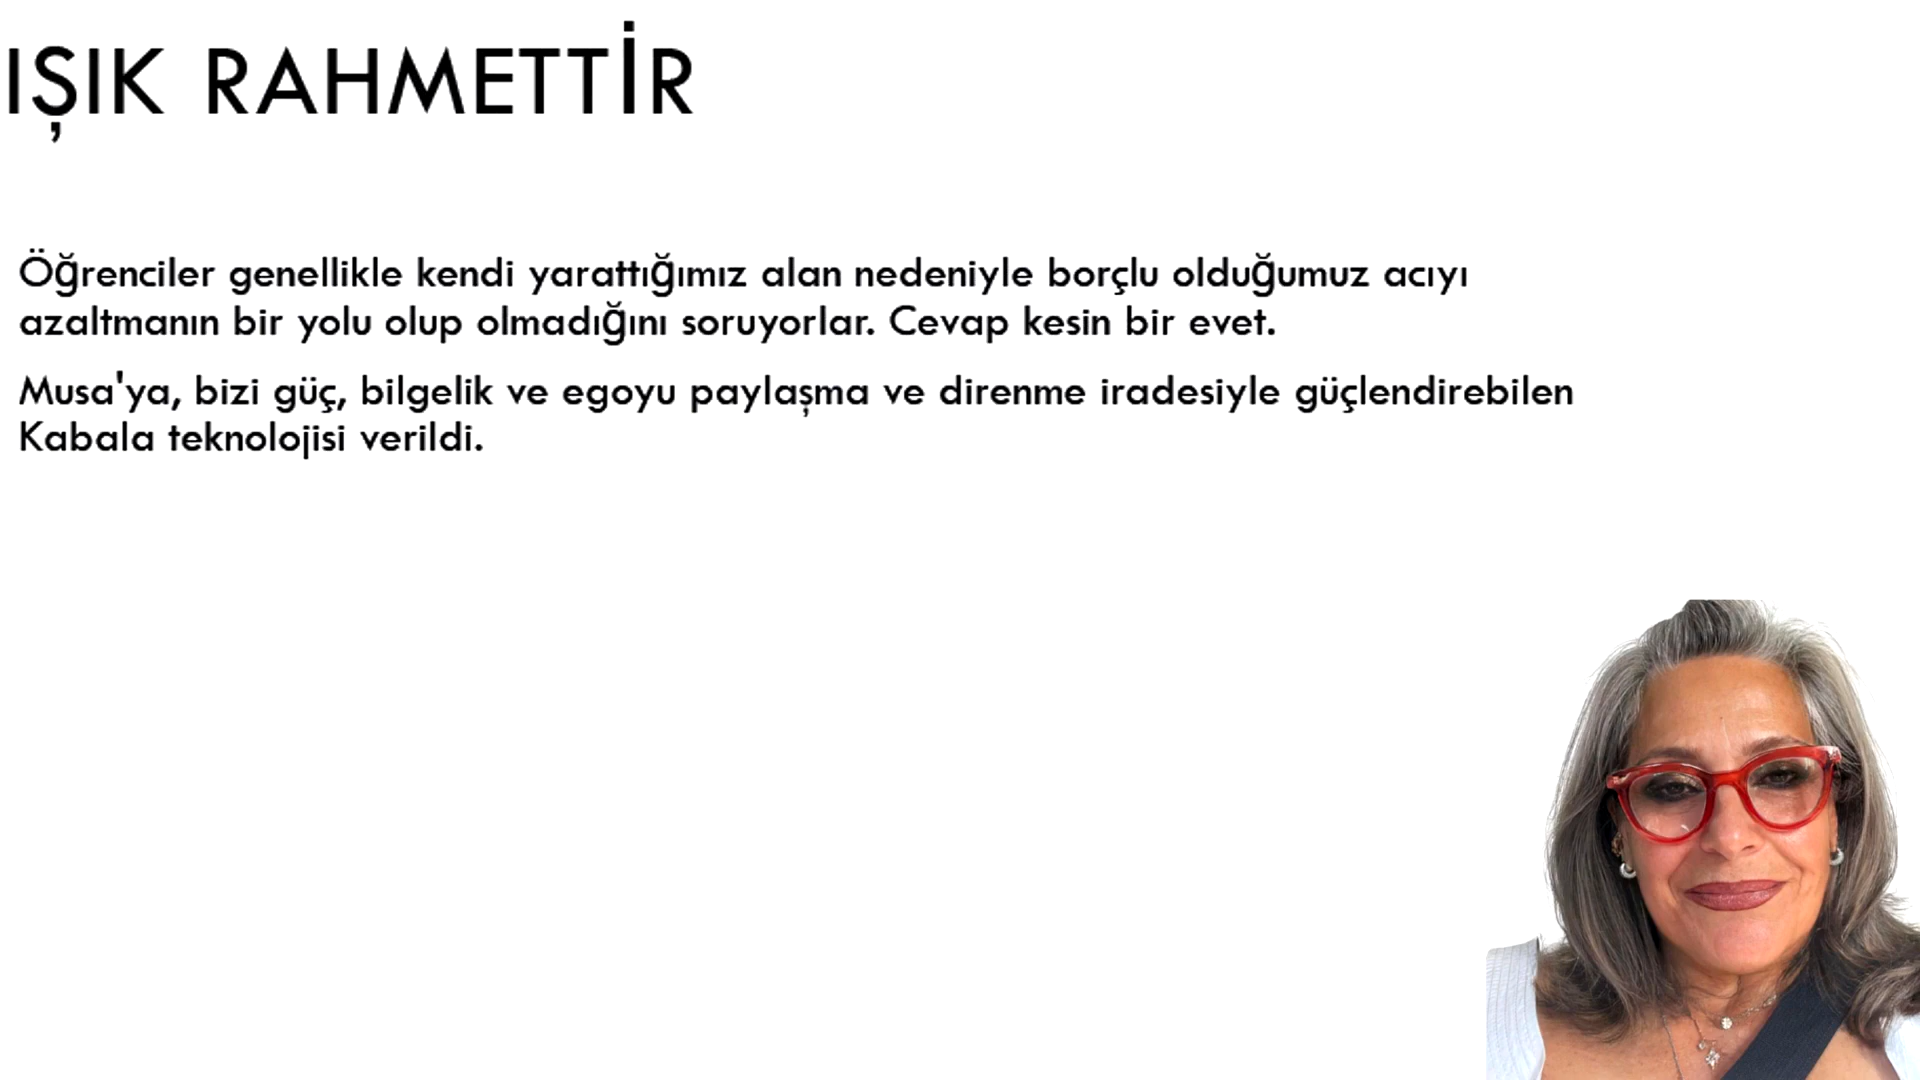 IŞIK RAHMETTİR
Öğrenciler genellikle kendi yarattığımız alan nedeniyle borçlu olduğumuz acıyı
azaltmanın bir yolu olup olmadığını soruyorlar. Cevap kesin bir evet.
Musa'ya, bizi güç, bilgelik ve egoyu paylaşma ve direnme iradesiyle güçlendirebilen
Kabala teknolojisi verildi.